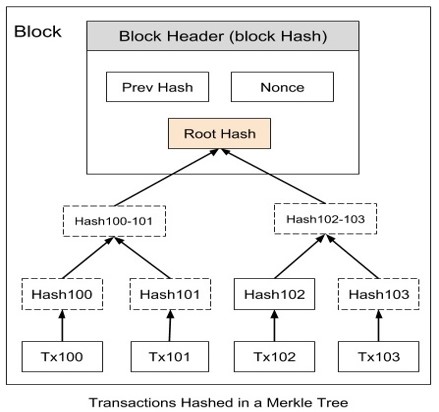 Block
Block Header (block Hash)
Prev Hash
Nonce
Root Hash
Hash100-101
Hash102-103
Hash100
Hash101
Hash102
Hash103
Tx100
Tx101
Tx102
Tx103
Transactions Hashed in a Merkle Tree